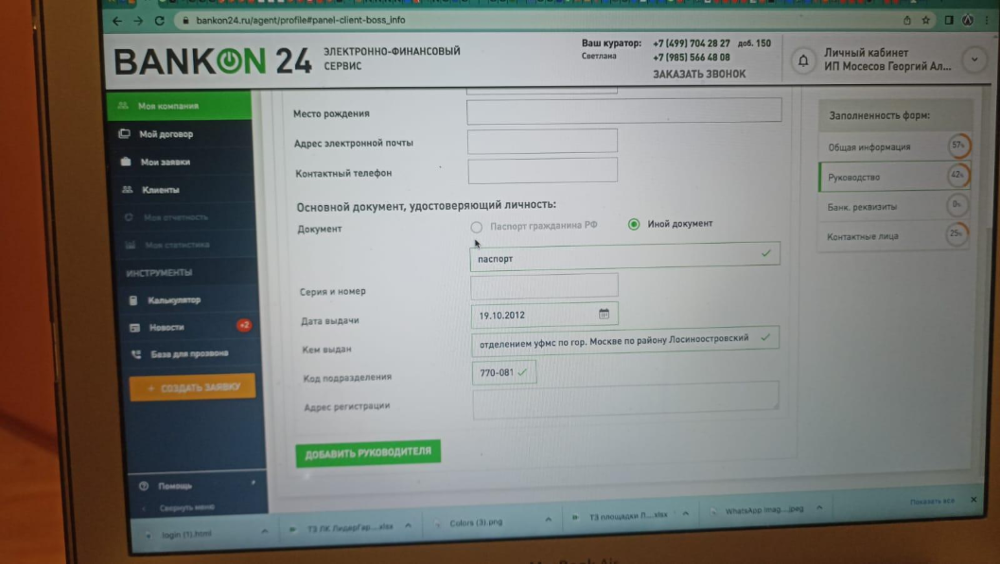 bankon24.ru/agent/profile#panel-client-boss_info
BANKON 24
ЭЛЕКТРОННО-ФИНАНСОВЫЙ
СЕРВИС
Ваш куратор:
Светлана
+7 (499) 704 28 27 доб. 150
+7 (985) 566 48 08
ЗАКАЗАТЬ ЗВОНОК
Личный кабинет
ИП Мосесов Георгий Ал...
Моя компания
Мой договор
Мои заявки
Клиенты
Моя отчетность
Моя статистика
ИНСТРУМЕНТЫ
Калькулятор
Новости
+2
База для прозвона
+ СОЗДАТЬ ЗАЯВКУ
Помощь
Свернуть меню
Место рождения
Адрес электронной почты
Контактный телефон
Основной документ, удостоверяющий личность:
Документ
Паспорт гражданина РФ
Иной документ
паспорт
Серия и номер
Дата выдачи
19.10.2012
Кем выдан
отделением уфмс по гор. Москве по району Лосиноостровский
Код подразделения
770-081
Адрес регистрации
ДОБАВИТЬ РУКОВОДИТЕЛЯ
Заполненность форм:
Общая информация
57%
Руководство
42%
Банк. реквизиты
0%
Контактные лица
25%
login (1).html
ТЗ ЛК ЛидерГар....xlsx
Colors (3).png
ТЗ площадки П....xlsx
WhatsApp Imag....jpeg
Показать все